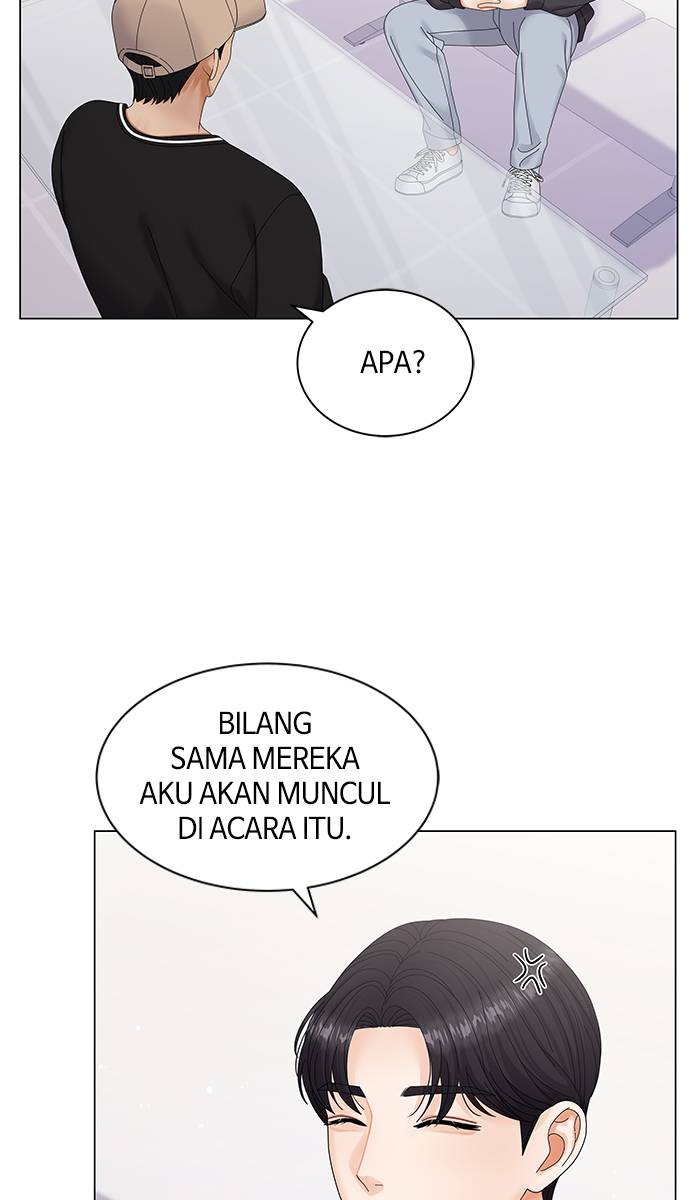 APA?
BILANG
SAMA MEREKA
AKU AKAN MUNCUL
DI ACARA ITU.